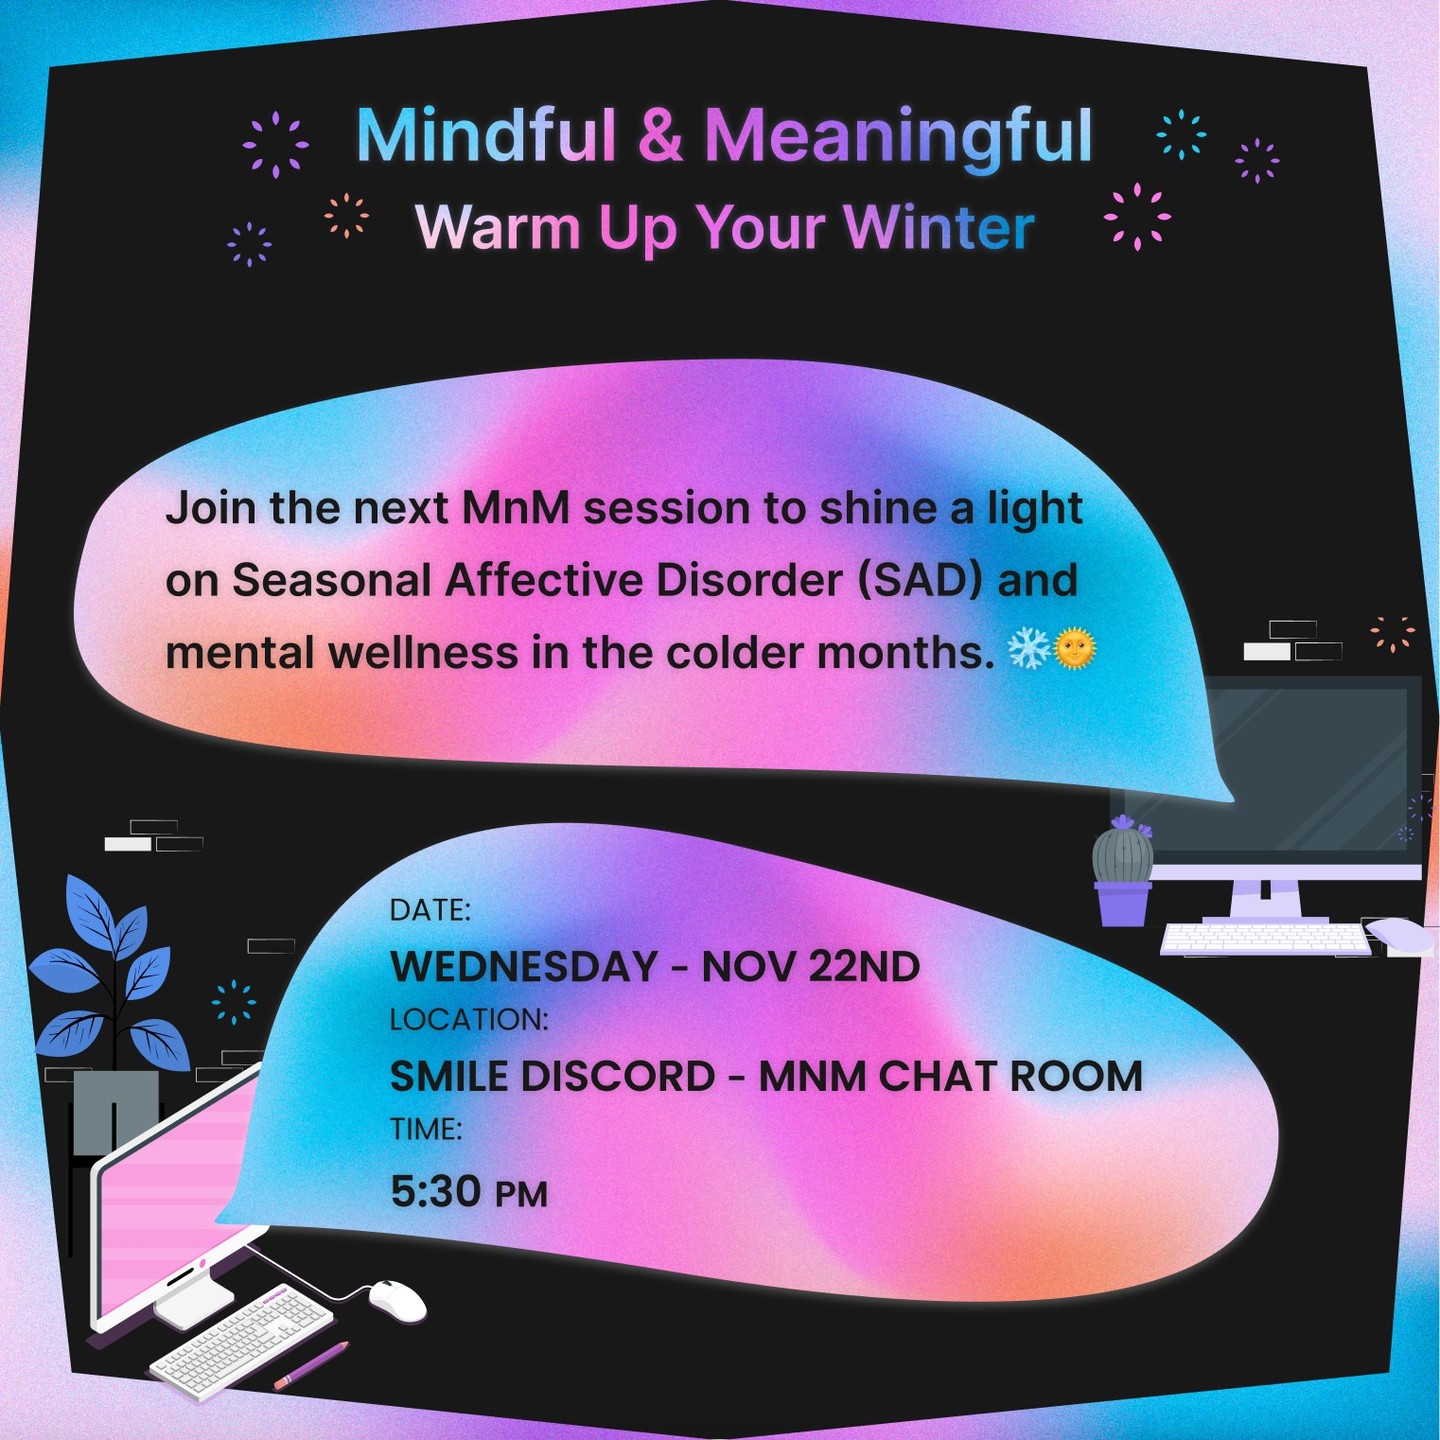 Mindful & Meaningful
Warm Up Your Winter
Join the next MnM session to shine a light
on Seasonal Affective Disorder (SAD) and
mental wellness in the colder months. ❄️🌞
DATE:
WEDNESDAY - NOV 22ND
LOCATION:
SMILE DISCORD - MNM CHAT ROOM
TIME:
5:30 PM